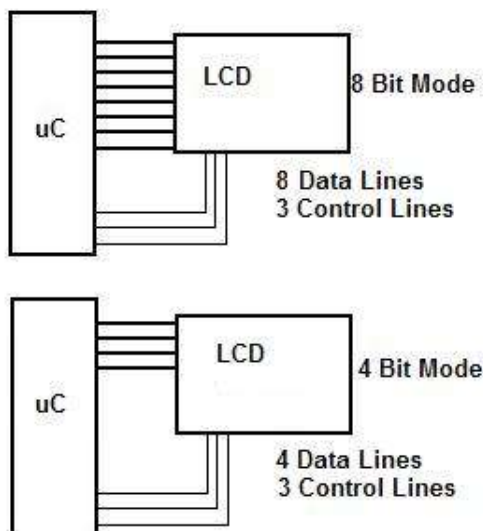 LCD
8 Bit Mode
uC
8 Data Lines
3 Control Lines
LCD
4 Bit Mode
uC
4 Data Lines
3 Control Lines